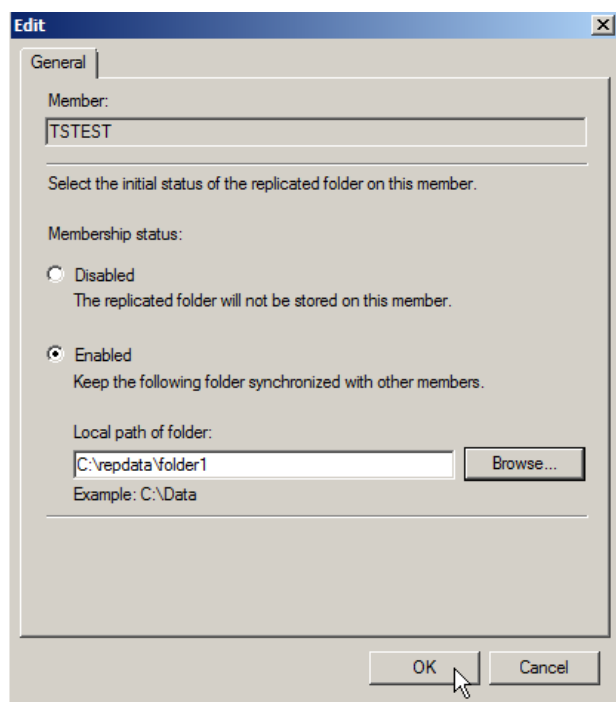 Edit
General
Member:
TSTEST
Select the initial status of the replicated folder on this member.
Membership status:
Disabled
The replicated folder will not be stored on this member.
Enabled
Keep the following folder synchronized with other members.
Local path of folder:
C:\repdata\folder1
Browse...
Example: C:\Data
OK
Cancel